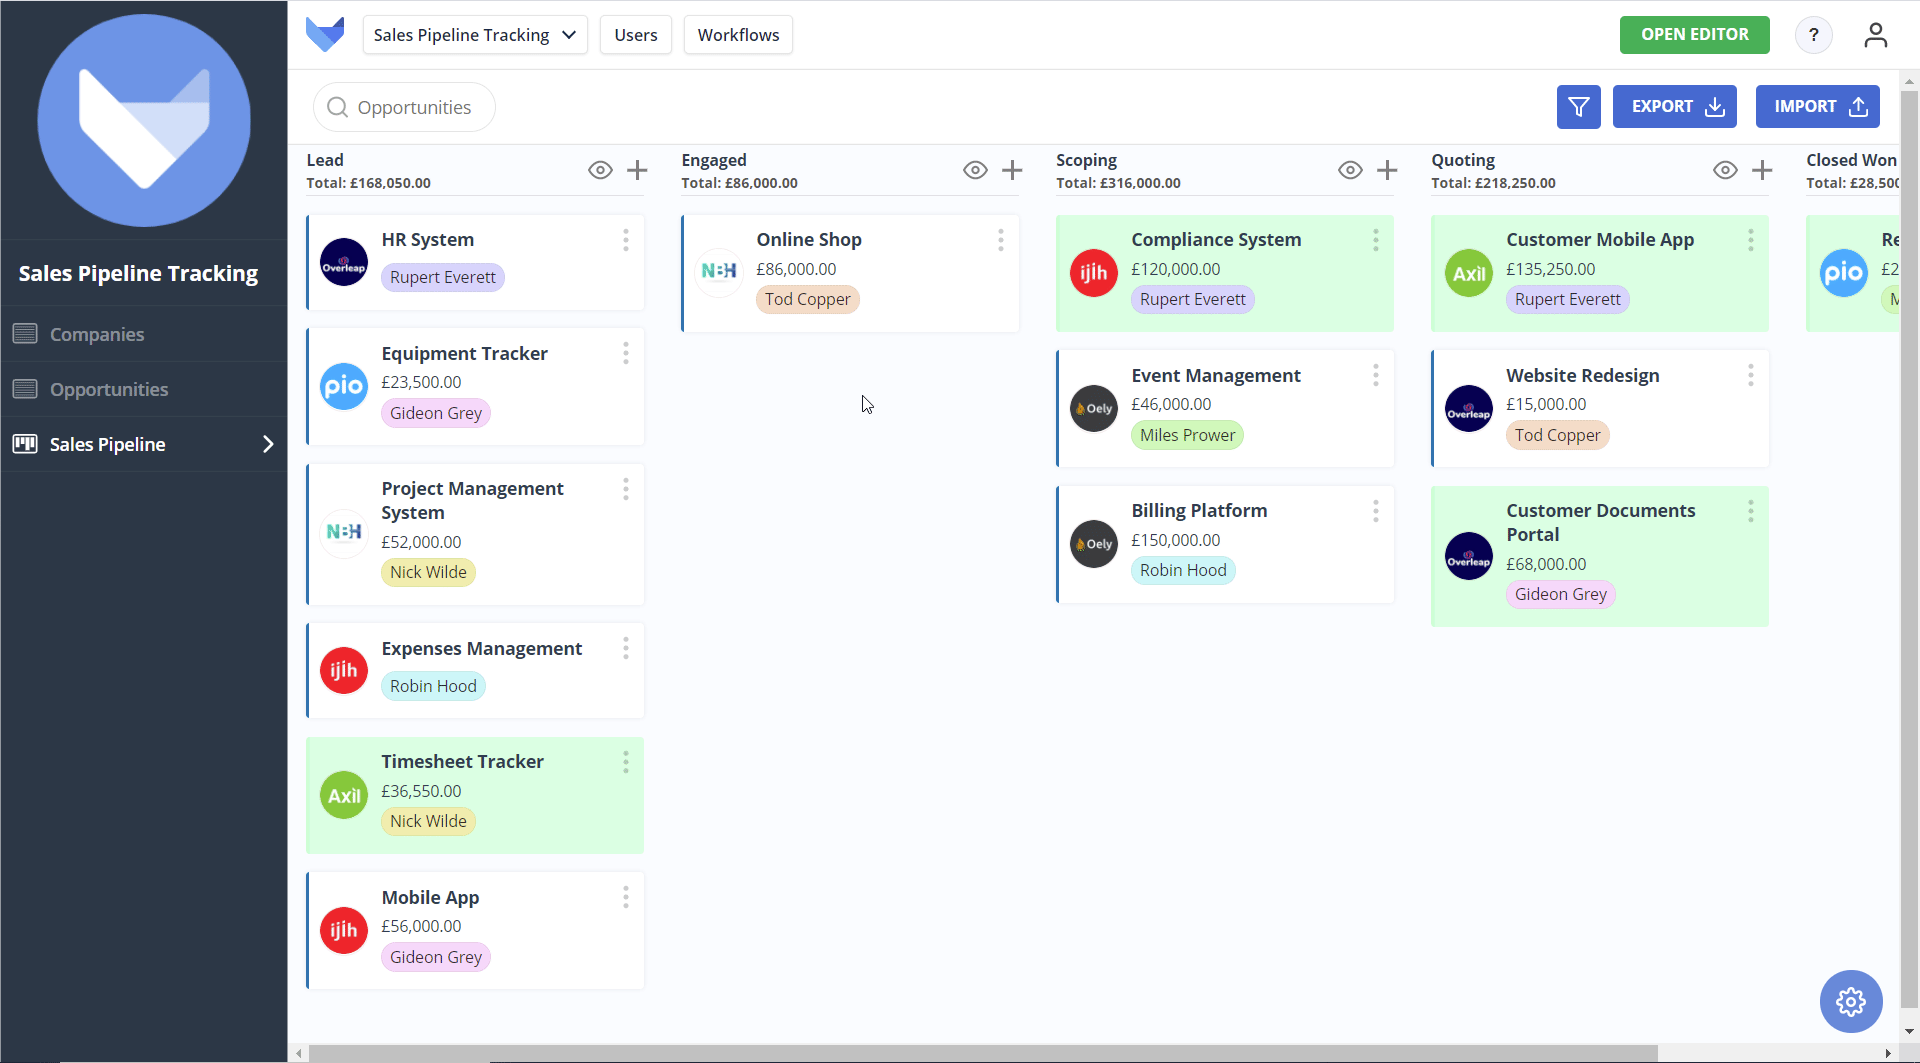 Sales Pipeline Tracking
Companies
Opportunities
Sales Pipeline
Sales Pipeline Tracking
Users
Workflows
OPEN EDITOR
?
Opportunities
EXPORT
IMPORT
Lead
Total: £168,050.00
Overleap
HR System
Rupert Everett
pio
Equipment Tracker
£23,500.00
Gideon Grey
NBH
Project Management
System
£52,000.00
Nick Wilde
ijih
Expenses Management
Robin Hood
Axil
Timesheet Tracker
£36,550.00
Nick Wilde
ijih
Mobile App
£56,000.00
Gideon Grey
Engaged
Total: £86,000.00
NBH
Online Shop
£86,000.00
Tod Copper
Scoping
Total: £316,000.00
ijih
Compliance System
£120,000.00
Rupert Everett
Oely
Event Management
£46,000.00
Miles Prower
Oely
Billing Platform
£150,000.00
Robin Hood
Quoting
Total: £218,250.00
Axil
Customer Mobile App
£135,250.00
Rupert Everett
Overleap
Website Redesign
£15,000.00
Tod Copper
Overleap
Customer Documents
Portal
£68,000.00
Gideon Grey
Closed Won
Total: £28,500
pio
Re
£2
M